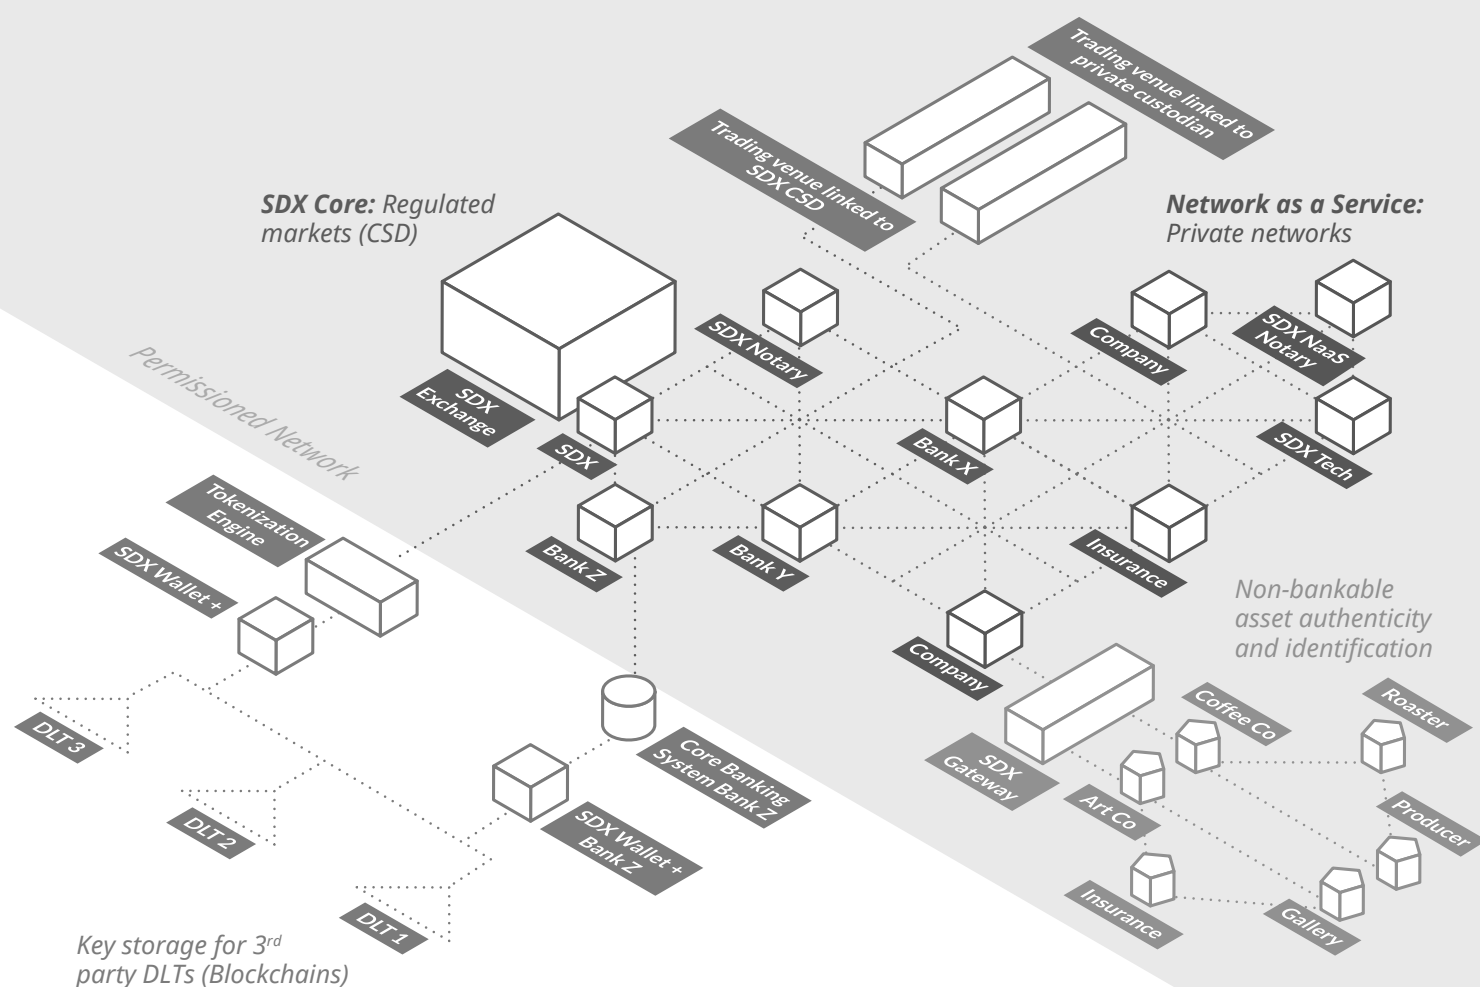 Trading venue linked to
private custodian
Trading venue linked to
SDX CSD
SDX Core: Regulated
markets (CSD)
Network as a Service:
Private networks
SDX Notary
Company
SDX NaaS
Notary
Permissioned Network
SDX
Exchange
SDX
Bank X
SDX Tech
Tokenization
Engine
SDX Wallet +
Bank Z
Bank Y
Insurance
Non-bankable
asset authenticity
and identification
Company
SDX
Gateway
Coffee Co
Roaster
DLT 3
Core Banking
System Bank Z
Art Co
Producer
DLT 2
SDX Wallet +
Bank Z
Insurance
Gallery
DLT 1
Key storage for 3rd
party DLTs (Blockchains)